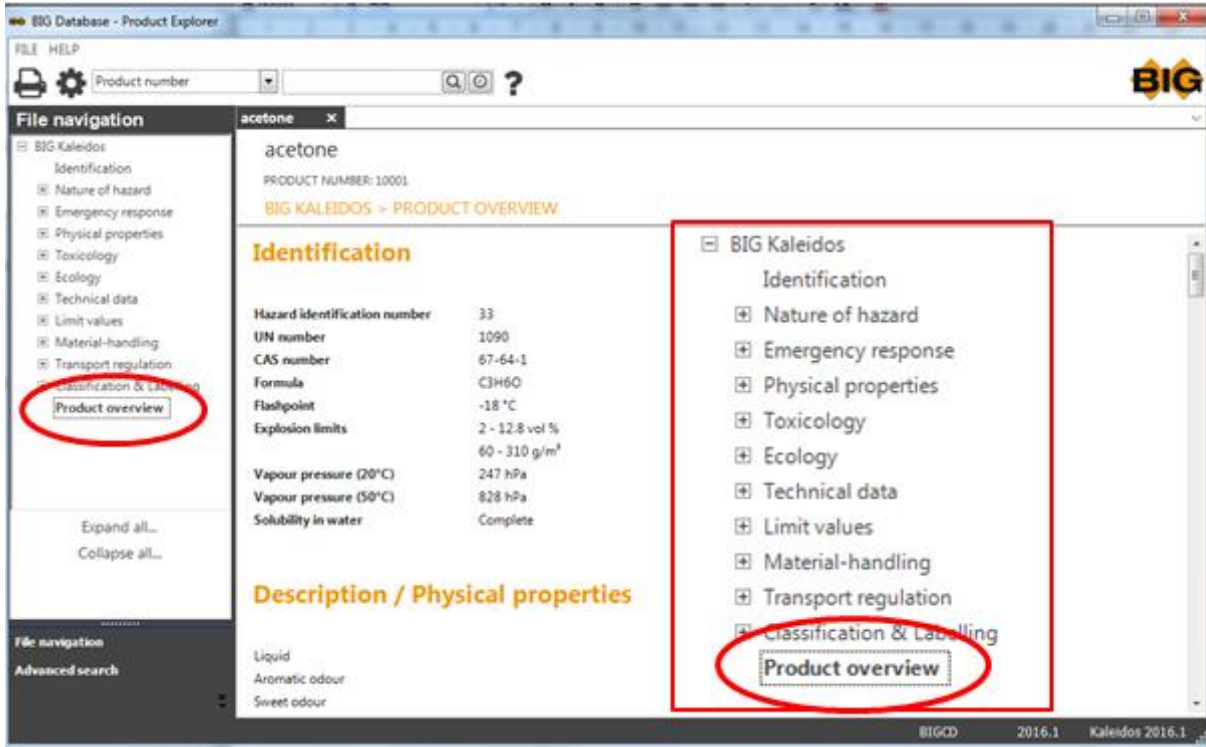 BIG Database - Product Explorer
FILE HELP
Product number
?
BIG
File navigation
BIG Kaleidos
Identification
Nature of hazard
Emergency response
Physical properties
Toxicology
Ecology
Technical data
Limit values
Material-handling
Transport regulation
Classification & Labelling
Product overview
Expand all...
Collapse all...
File navigation
Advanced search
acetone x
acetone
PRODUCT NUMBER: 10001
BIG KALEIDOS > PRODUCT OVERVIEW
Identification
Hazard identification number 33
UN number 1090
CAS number 67-64-1
Formula C3H6O
Flashpoint -18 °C
Explosion limits 2 - 12.8 vol %
60 - 310 g/m³
Vapour pressure (20°C) 247 hPa
Vapour pressure (50°C) 828 hPa
Solubility in water Complete
Description / Physical properties
Liquid
Aromatic odour
Sweet odour
BIG Kaleidos
Identification
Nature of hazard
Emergency response
Physical properties
Toxicology
Ecology
Technical data
Limit values
Material-handling
Transport regulation
Classification & Labelling
Product overview
BIGCD 2016.1 Kaleidos 2016.1